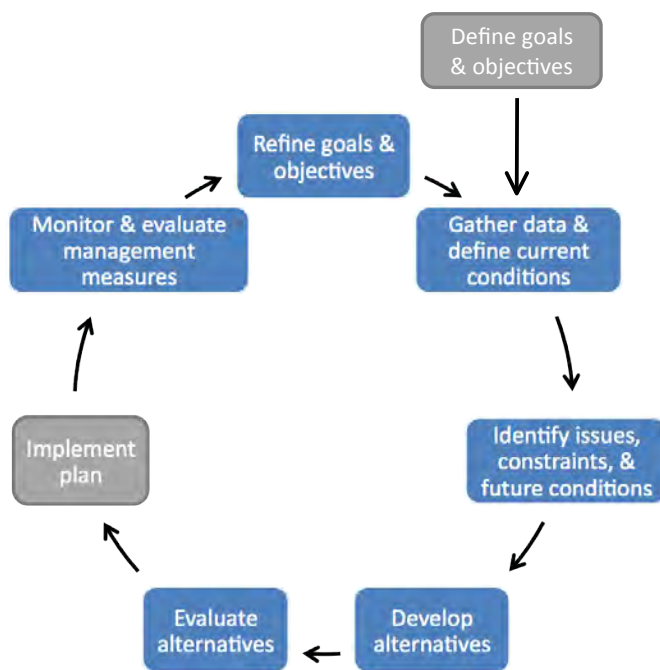 Define goals
& objectives
Refine goals &
objectives
Monitor & evaluate
management
measures
Gather data &
define current
conditions
Implement
plan
Identify issues,
constraints, &
future conditions
Evaluate
alternatives
Develop
alternatives